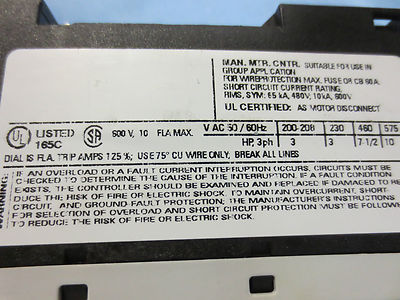 MAN. MTR. CNTR. SUITABLE FOR USE IN
GROUP APPLICATION
FOR WIREPROTECTION MAX. FUSE OR CB 60A.
SHORT CIRCUIT CURRENT RATING,
RMS, SYM: 65 kA, 480V; 10kA, 600V
UL CERTIFIED: AS MOTOR DISCONNECT
UL LISTED 165C SA 600 V, 10 FLA MAX. V AC 50 / 60Hz 200-208 230 460 575
HP, 3 ph 3 3 7-1/2 10
DIAL IS FLA. TRIP AMPS 125 %; USE 75° CU WIRE ONLY, BREAK ALL LINES
WARNING:
IF AN OVERLOAD OR A FAULT CURRENT INTERRUPTION OCCURS, CIRCUITS MUST BE
CHECKED TO DETERMINE THE CAUSE OF THE INTERRUPTION. IF A FAULT CONDITION
EXISTS, THE CONTROLLER SHOULD BE EXAMINED AND REPLACED IF DAMAGED TO RE-
DUCE THE RISK OF FIRE OR ELECTRIC SHOCK. TO MAINTAIN OVERCURRENT, SHORT-
CIRCUIT, AND GROUND-FAULT PROTECTION; THE MANUFACTURER'S INSTRUCTIONS
FOR SELECTION OF OVERLOAD AND SHORT CIRCUIT PROTECTION MUST BE FOLLOWE
TO REDUCE THE RISK OF FIRE OR ELECTRIC SHOCK.